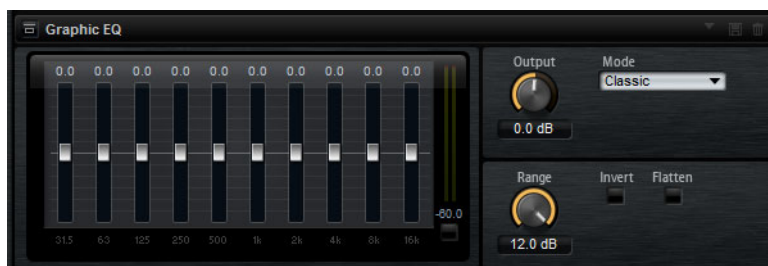 Graphic EQ
0.0 0.0 0.0 0.0 0.0 0.0 0.0 0.0 0.0 0.0
-60.0
31.5 63 125 250 500 1k 2k 4k 8k 16k
Output Mode
Classic
0.0 dB
Range Invert Flatten
12.0 dB